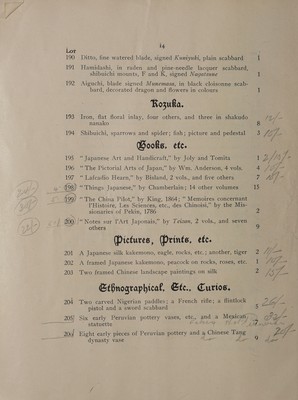 14
Lot
190 Ditto, fine watered blade, signed Kuniyoshi, plain scabbard 1
191 Hamidashi, in raden and pine-needle lacquer scabbard,
shibuichi mounts, F and K, signed 1
192 Aiguchi, blade signed Munemasa, in black cloisonne scab-
bard, decorated dragon and flowers in colours 1
Kozuka.
193 Iron, flat floral inlay, four others, and three in shakudo
nanako 8
194 Shibuichi, sparrows and spider; fish; picture and pedestal 3
Books, etc.
195 "Japanese Art and Handicraft," by Joly and Tomita 1
196 "The Pictorial Arts of Japan," by Wm. Anderson, 4 vols. 4
197 "Lafcadio Hearn," by Bisland, 2 vols., and five others 7
198 "Things Japanese," by Chamberlain; 14 other volumes 15
199 "The China Pilot," by King, 1864; "Memoires concernant
l'Histoire, Les Sciences, etc., des Chinois," by the Mis-
sionaries of Pekin, 1786 2
200 "Notes sur l'Art Japonais," by Tei-san, 2 vols., and seven
others 9
Pictures, Prints, etc.
201 A Japanese silk kakemono, eagle, rocks, etc.; another, tiger 2
202 A framed Japanese kakemono, peacock on rocks, roses, etc. 1
203 Two framed Chinese landscape paintings on silk 2
Ethnographical, Etc., Curios.
204 Two carved Nigerian paddles; a French rifle; a flintlock
pistol and a sword scabbard
205 Six early Peruvian pottery vases, etc., and a Mexican
statuette
206 Eight early pieces of Peruvian pottery and a Chinese Tang
dynasty vase 9